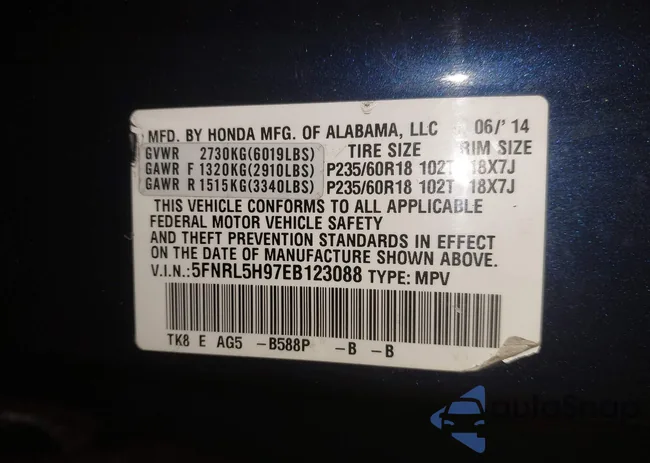 MFD. BY HONDA MFG. OF ALABAMA, LLC 06/'14
GVWR 2730KG(6019LBS) TIRE SIZE RIM SIZE
GAWR F 1320KG(2910LBS) P235/60R18 102T 18X7J
GAWR R 1515KG(3340LBS) P235/60R18 102T 18X7J
THIS VEHICLE CONFORMS TO ALL APPLICABLE
FEDERAL MOTOR VEHICLE SAFETY
AND THEFT PREVENTION STANDARDS IN EFFECT
ON THE DATE OF MANUFACTURE SHOWN ABOVE.
V.I.N.: 5FNRL5H97EB123088 TYPE: MPV
TK8 E AG5 -B588P -B -B
autoSnap